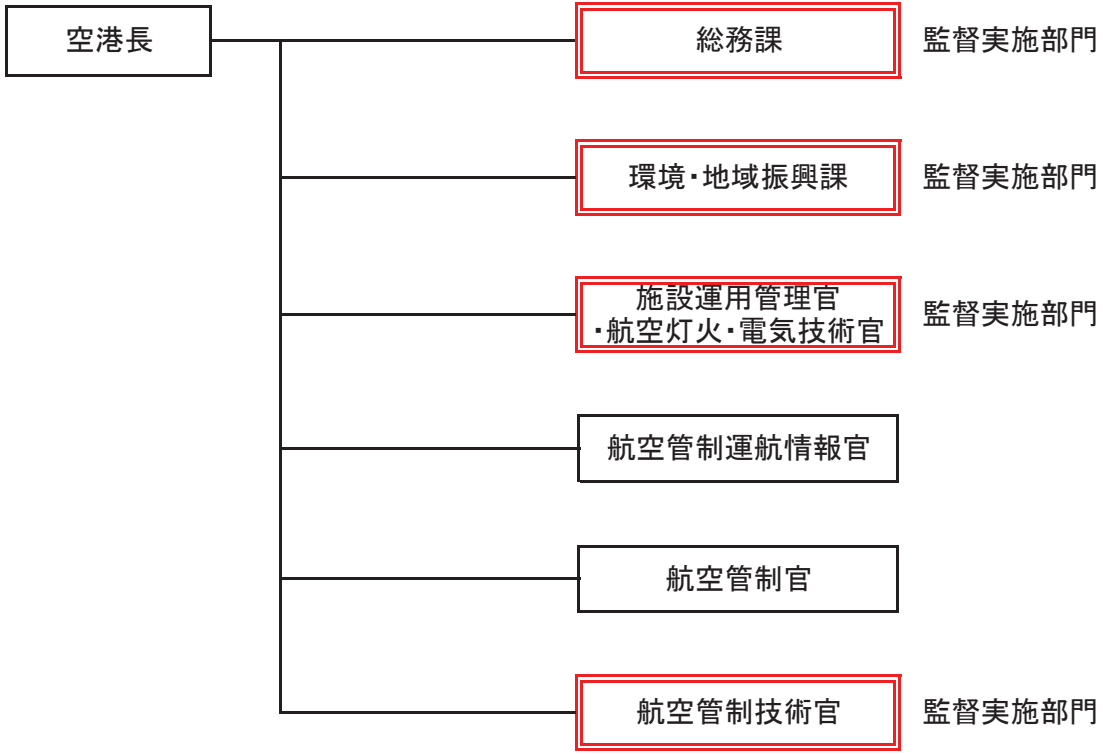 空港長
総務課
監督実施部門
環境・地域振興課
監督実施部門
施設運用管理官
・航空灯火・電気技術官
監督実施部門
航空管制運航情報官
航空管制官
航空管制技術官
監督実施部門